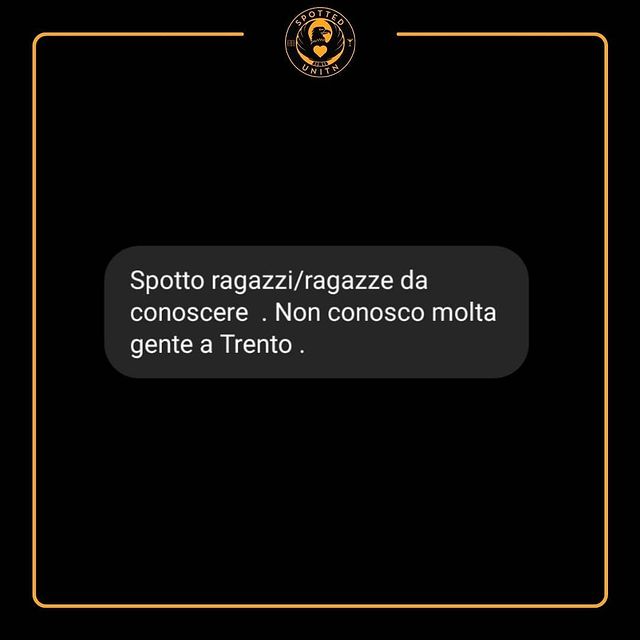 SPOTTED
UNITN
Spotto ragazzi/ragazze da
conoscere  . Non conosco molta
gente a Trento .